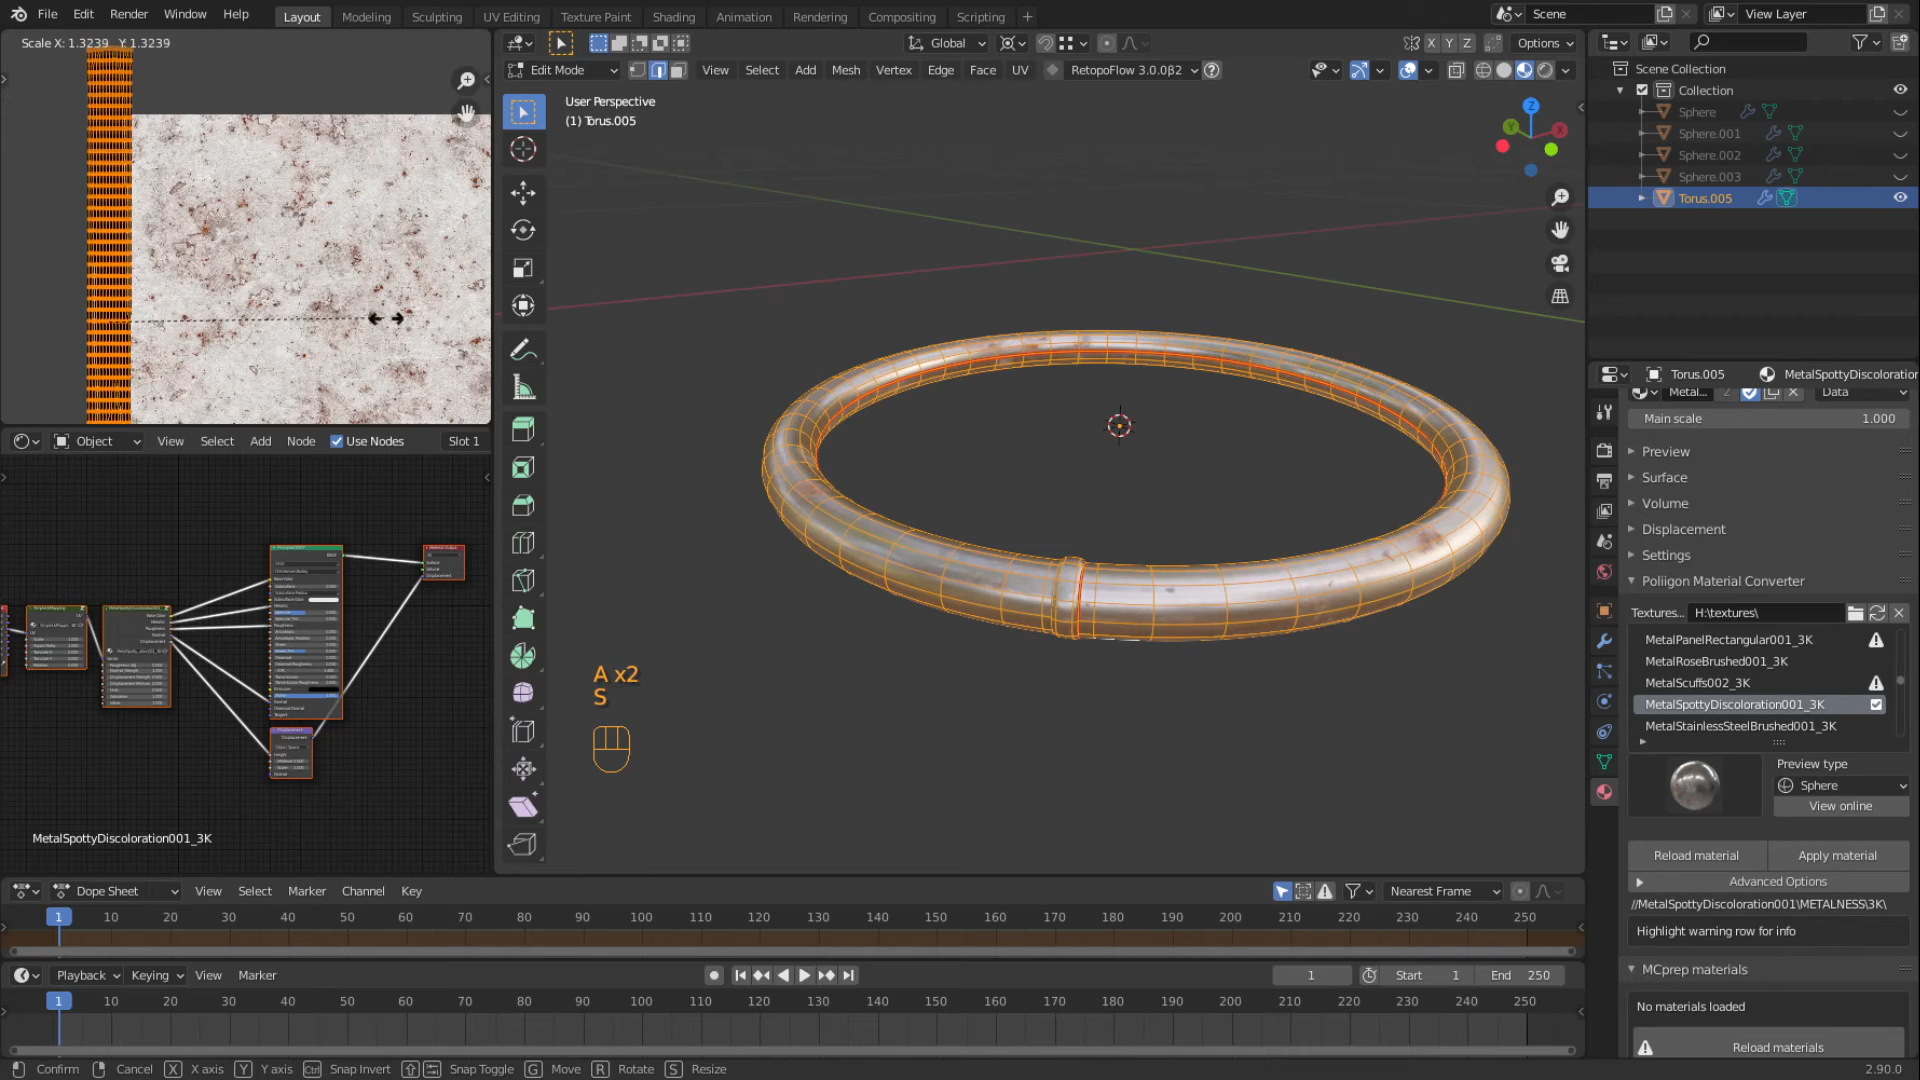 File Edit Render Window Help
Layout Modeling Sculpting UV Editing Texture Paint Shading Animation Rendering Compositing Scripting
Scene View Layer
Scale X: 1.3239 Y 1.3239
Global Options
X Y Z
Edit Mode View Select Add Mesh Vertex Edge Face UV RetopoFlow 3.0.0β2
User Perspective
(1) Torus.005
Scene Collection
Collection
Sphere
Sphere.001
Sphere.002
Sphere.003
Torus.005
Torus.005 MetalSpottyDiscoloration
Metal... 2 Data
Main scale 1.000
Preview
Surface
Volume
Displacement
Settings
Poliigon Material Converter
Textures... H:\textures\
MetalPanelRectangular001_3K
MetalRoseBrushed001_3K
MetalScuffs002_3K
MetalSpottyDiscoloration001_3K
MetalStainlessSteelBrushed001_3K
Preview type
Sphere
View online
Reload material Apply material
Advanced Options
//MetalSpottyDiscoloration001\METALNESS\3K\
Highlight warning row for info
MCprep materials
No materials loaded
Reload materials
Object View Select Add Node Use Nodes Slot 1
MetalSpottyDiscoloration001_3K
A x2
S
Dope Sheet View Select Marker Channel Key Nearest Frame
1 10 20 30 40 50 60 70 80 90 100 110 120 130 140 150 160 170 180 190 200 210 220 230 240 250
Playback Keying View Marker 1 Start 1 End 250
1 10 20 30 40 50 60 70 80 90 100 110 120 130 140 150 160 170 180 190 200 210 220 230 240 250
Confirm Cancel X X axis Y Y axis Ctrl Snap Invert Snap Toggle G Move R Rotate S Resize 2.90.0